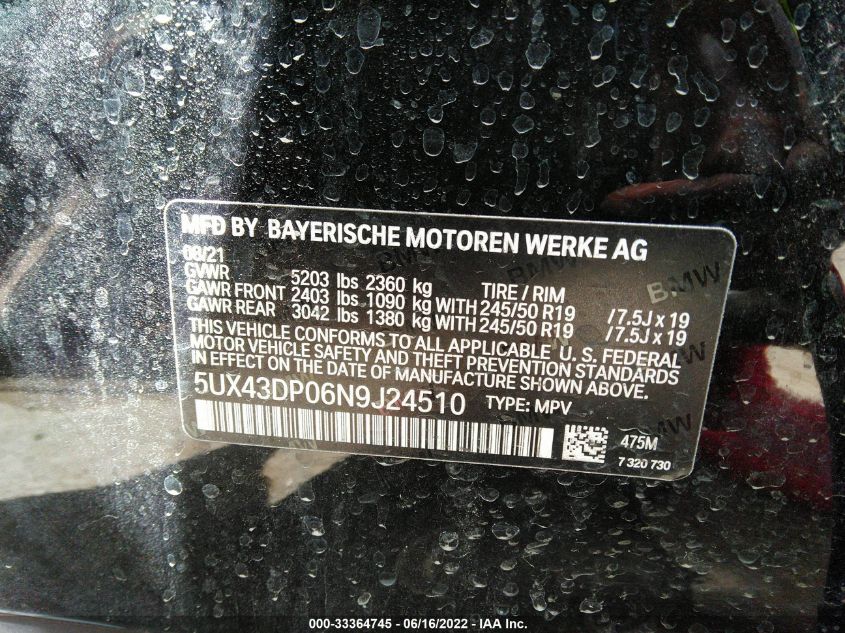 MFD BY BAYERISCHE MOTOREN WERKE AG
08/21
GVWR 5203 lbs 2360 kg TIRE / RIM
GAWR FRONT 2403 lbs 1090 kg WITH 245/50 R19 / 7.5J x 19
GAWR REAR 3042 lbs 1380 kg WITH 245/50 R19 / 7.5J x 19
THIS VEHICLE CONFORMS TO ALL APPLICABLE U. S. FEDERAL
MOTOR VEHICLE SAFETY AND THEFT PREVENTION STANDARDS
IN EFFECT ON THE DATE OF MANUFACTURE SHOWN ABOVE.
5UX43DP06N9J24510 TYPE: MPV
475M
7 320 730
BMW
BMW
BMW
000-33364745 - 06/16/2022 - IAA Inc.